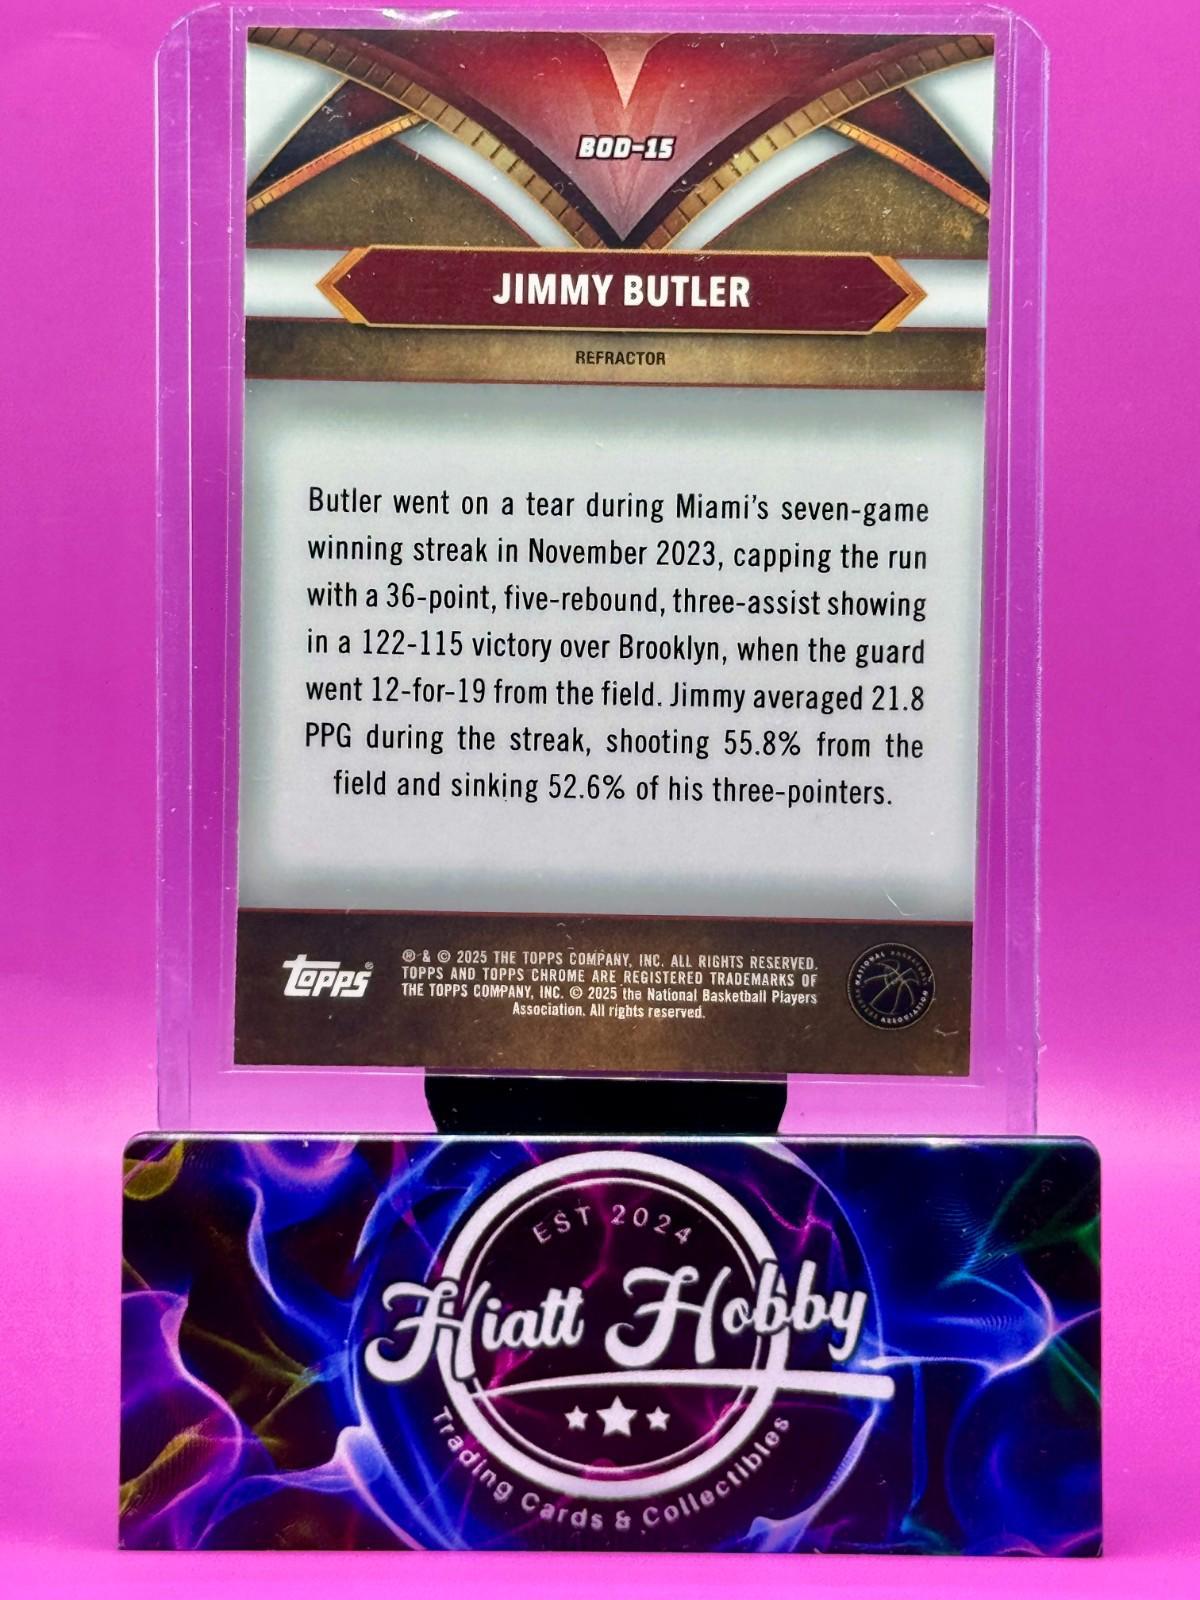 BOD-15
JIMMY BUTLER
REFRACTOR
Butler went on a tear during Miami's seven-game
winning streak in November 2023, capping the run
with a 36-point, five-rebound, three-assist showing
in a 122-115 victory over Brooklyn, when the guard
went 12-for-19 from the field. Jimmy averaged 21.8
PPG during the streak, shooting 55.8% from the
field and sinking 52.6% of his three-pointers.
TOPPS®
® & © 2025 THE TOPPS COMPANY, INC. ALL RIGHTS RESERVED.
TOPPS AND TOPPS CHROME ARE REGISTERED TRADEMARKS OF
THE TOPPS COMPANY, INC. © 2025 the National Basketball Players
Association. All rights reserved.
NATIONAL BASKETBALL
PLAYERS ASSOCIATION
EST 2024
Hiatt Hobby
Trading Cards & Collectibles